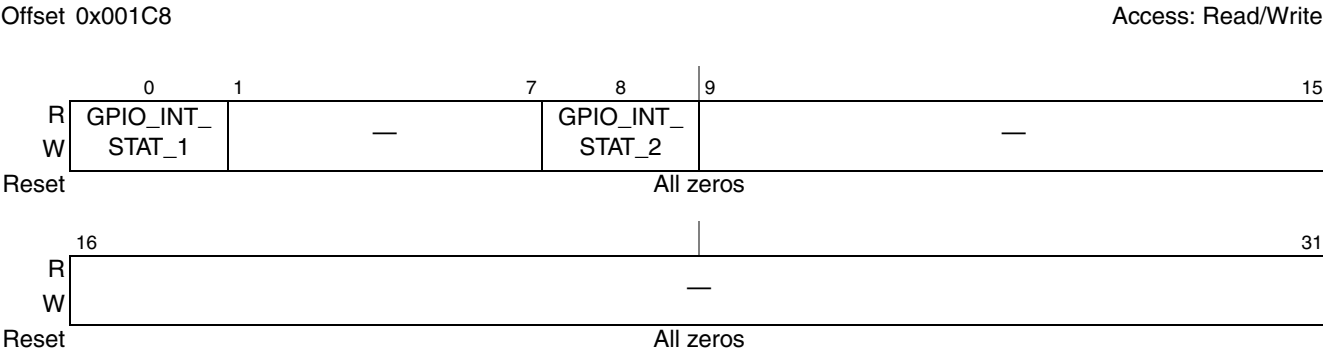 Offset 0x001C8 Access: Read/Write
0 1 7 8 9 15
R GPIO_INT_ — GPIO_INT_ —
W STAT_1 STAT_2
Reset All zeros
16 31
R —
W
Reset All zeros